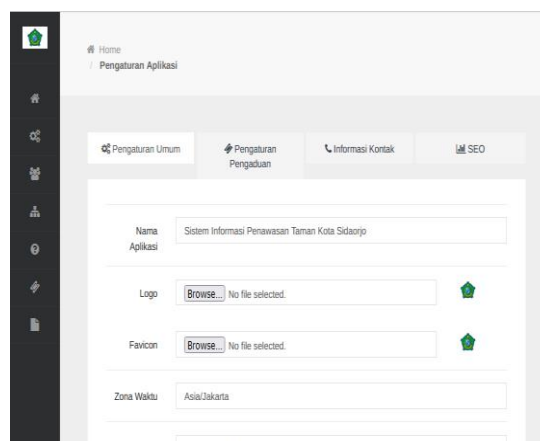 Home
/ Pengaturan Aplikasi
Pengaturan Umum
Pengaturan
Pengaduan
Informasi Kontak
SEO
Nama
Aplikasi
Sistem Informasi Penawasan Taman Kota Sidaorjo
Logo
Browse... No file selected.
Favicon
Browse... No file selected.
Zona Waktu
Asia/Jakarta